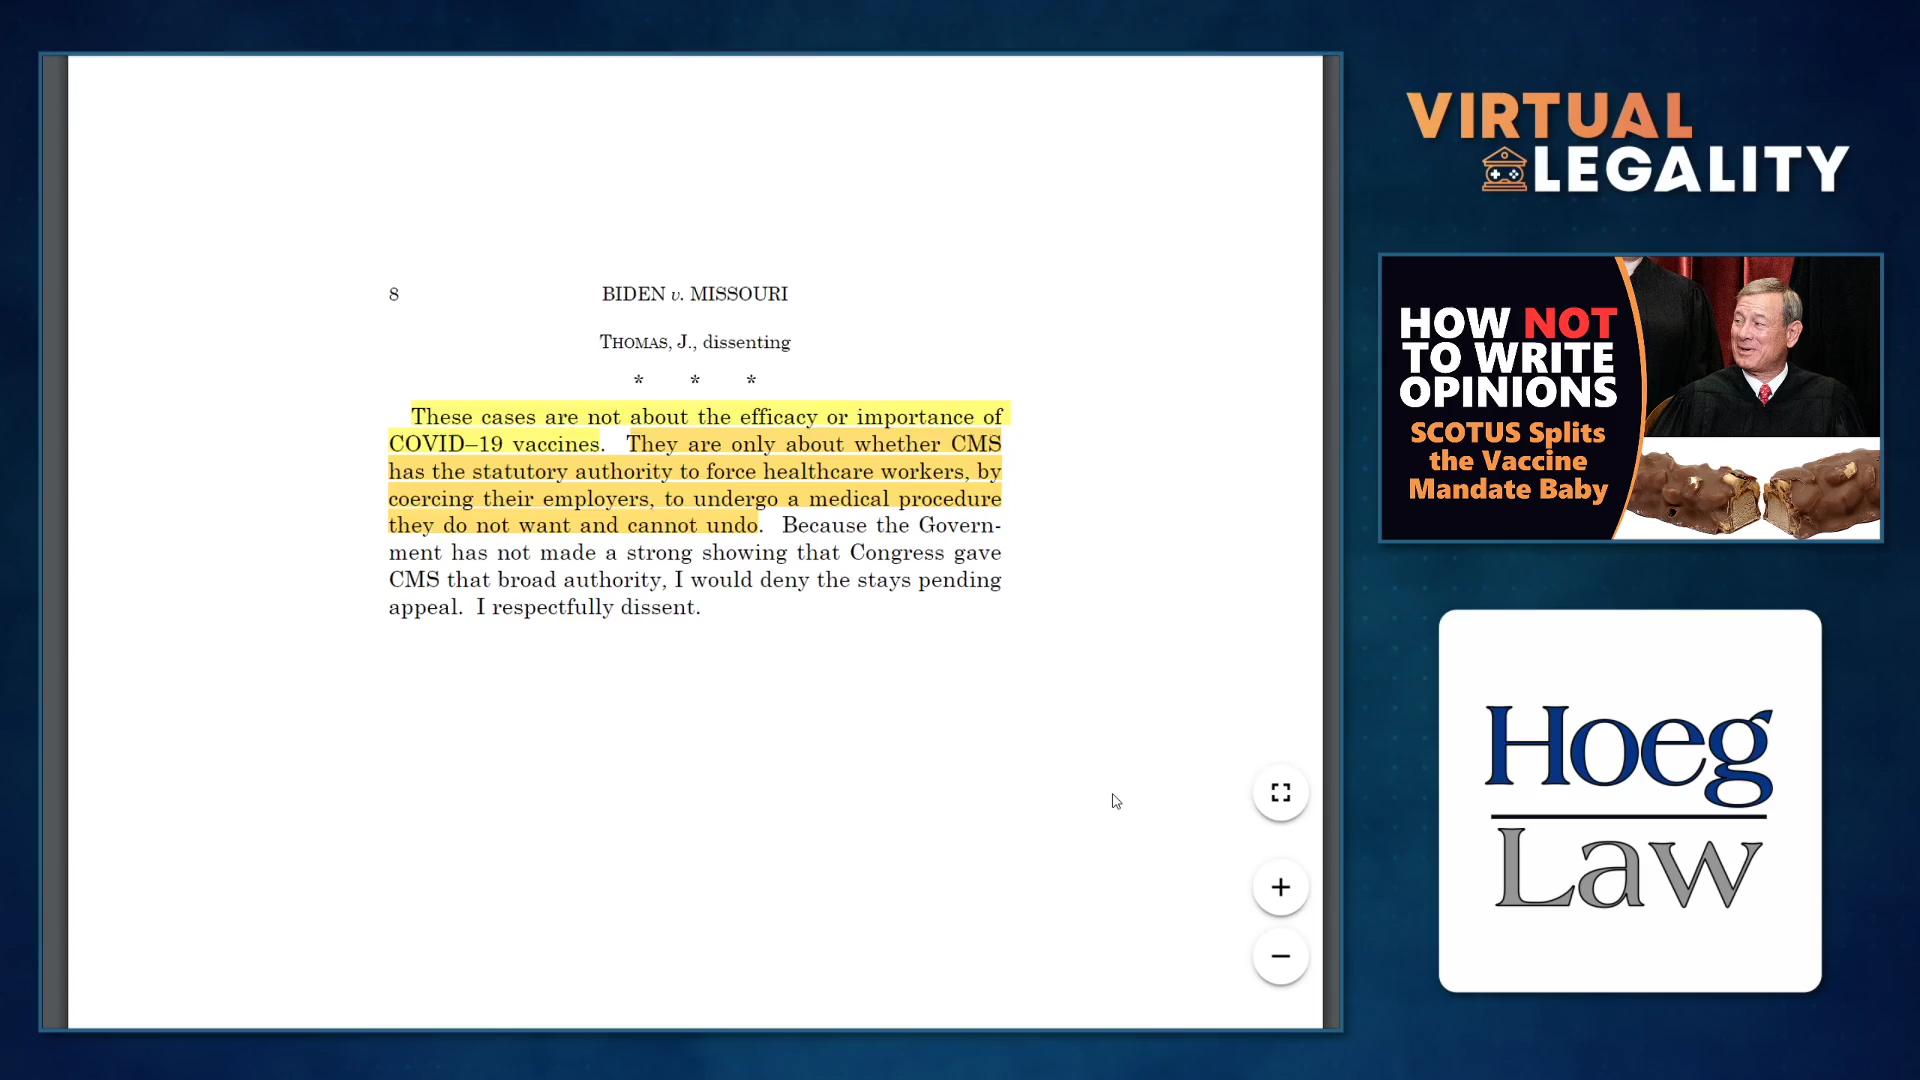 8 BIDEN v. MISSOURI
THOMAS, J., dissenting
* * *
These cases are not about the efficacy or importance of
COVID–19 vaccines. They are only about whether CMS
has the statutory authority to force healthcare workers, by
coercing their employers, to undergo a medical procedure
they do not want and cannot undo. Because the Govern-
ment has not made a strong showing that Congress gave
CMS that broad authority, I would deny the stays pending
appeal. I respectfully dissent.
VIRTUAL
LEGALITY
HOW NOT
TO WRITE
OPINIONS
SCOTUS Splits
the Vaccine
Mandate Baby
Hoeg
Law